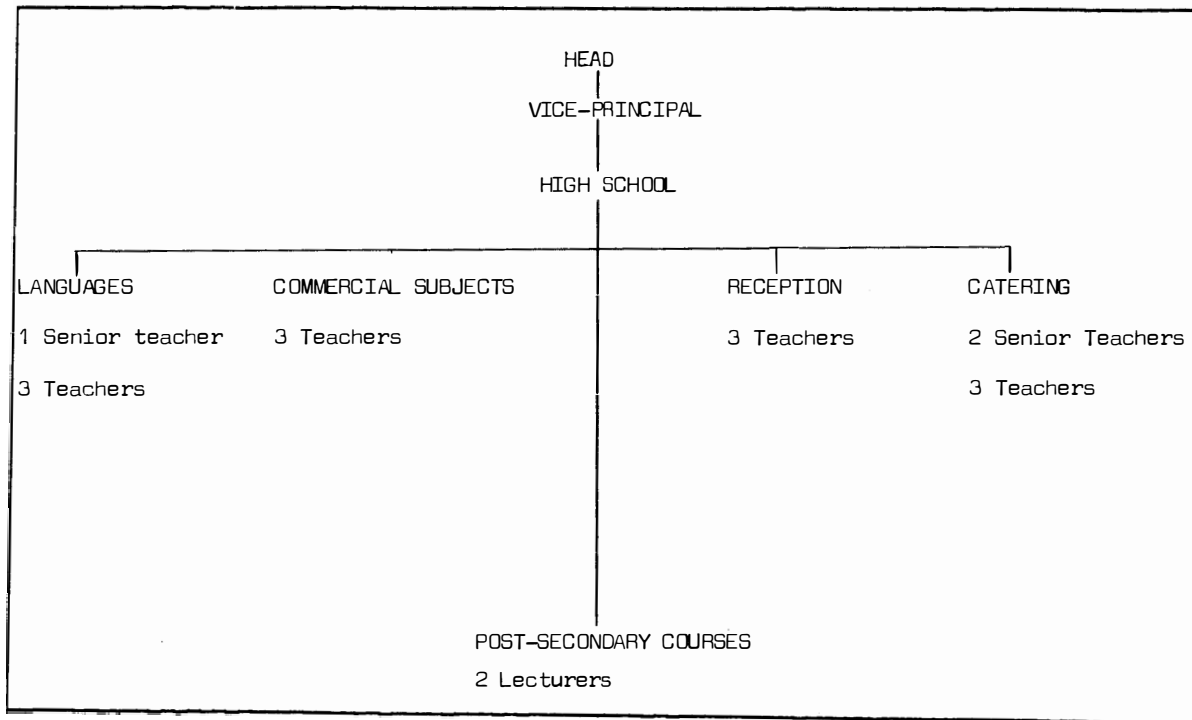 HEAD
VICE-PRINCIPAL
HIGH SCHOOL
LANGUAGES
1 Senior teacher
3 Teachers
COMMERCIAL SUBJECTS
3 Teachers
RECEPTION
3 Teachers
CATERING
2 Senior Teachers
3 Teachers
POST-SECONDARY COURSES
2 Lecturers